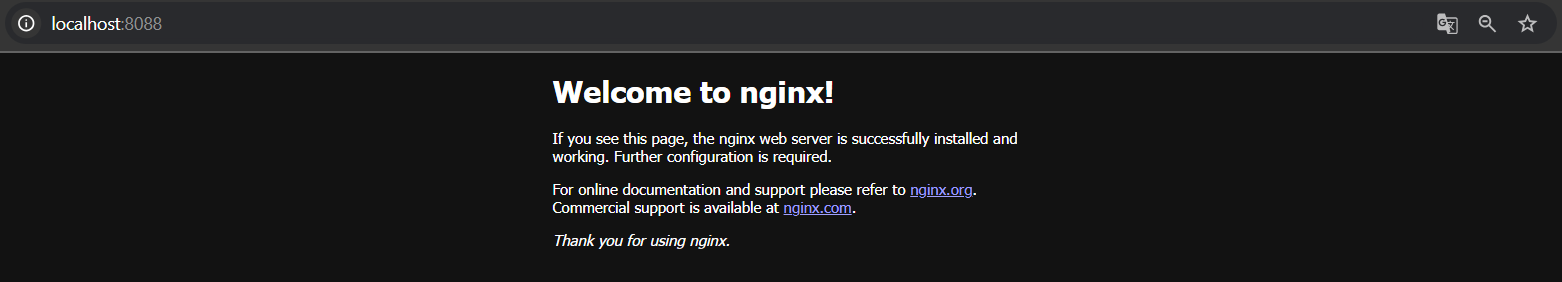 localhost:8088
Welcome to nginx!
If you see this page, the nginx web server is successfully installed and
working. Further configuration is required.
For online documentation and support please refer to nginx.org.
Commercial support is available at nginx.com.
Thank you for using nginx.